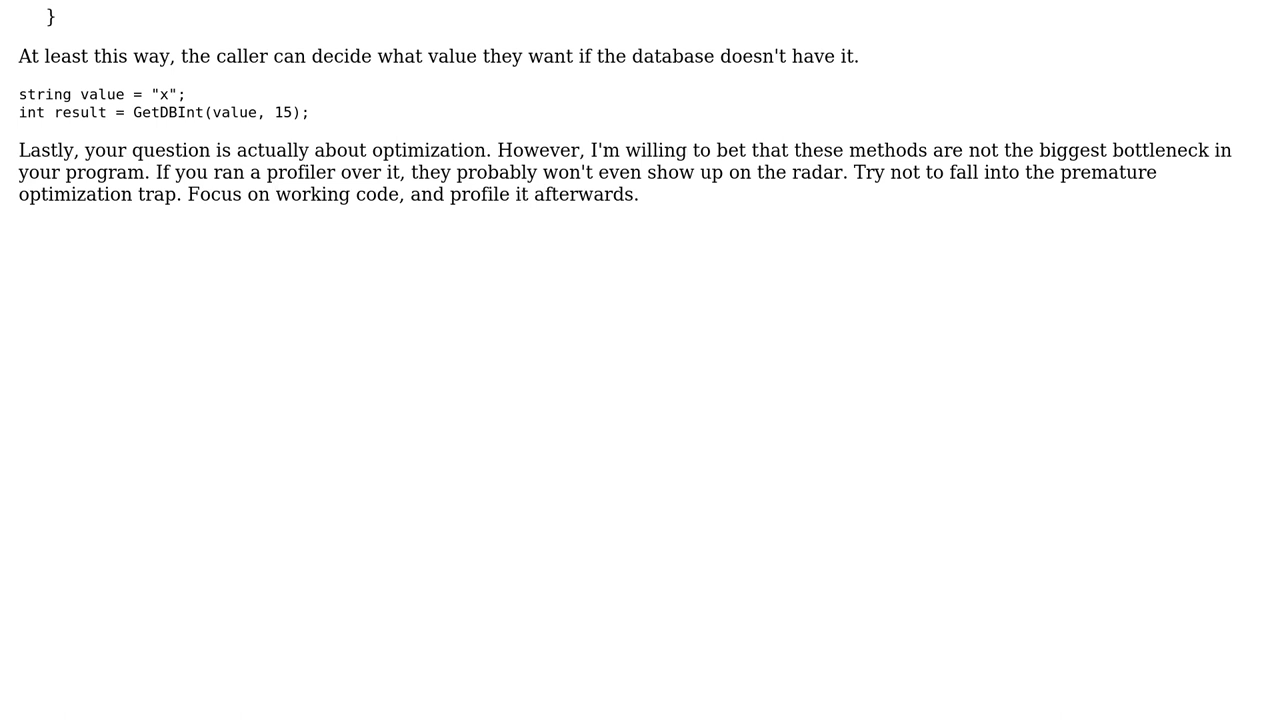 }
At least this way, the caller can decide what value they want if the database doesn't have it.
string value = "x";
int result = GetDBInt(value, 15);
Lastly, your question is actually about optimization. However, I'm willing to bet that these methods are not the biggest bottleneck in
your program. If you ran a profiler over it, they probably won't even show up on the radar. Try not to fall into the premature
optimization trap. Focus on working code, and profile it afterwards.